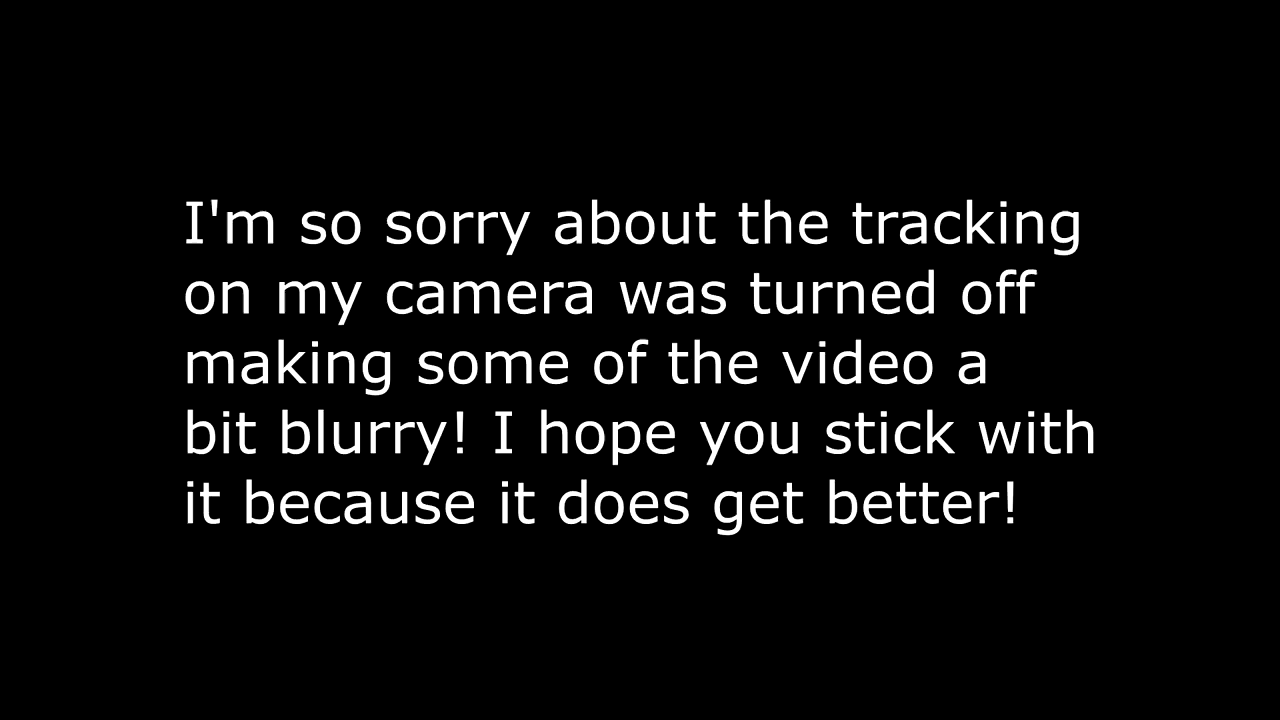 I'm so sorry about the tracking
on my camera was turned off
making some of the video a
bit blurry! I hope you stick with
it because it does get better!